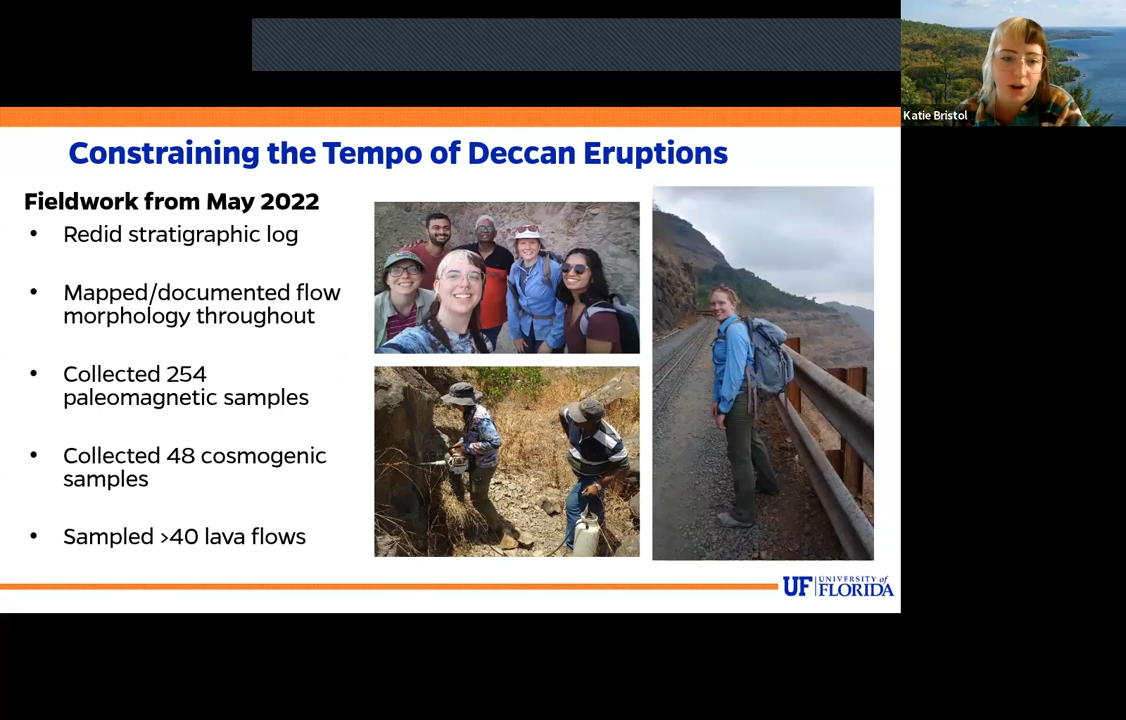 Katie Bristol
Constraining the Tempo of Deccan Eruptions
Fieldwork from May 2022
• Redid stratigraphic log
• Mapped/documented flow
morphology throughout
• Collected 254
paleomagnetic samples
• Collected 48 cosmogenic
samples
• Sampled >40 lava flows
UF UNIVERSITY of
FLORIDA